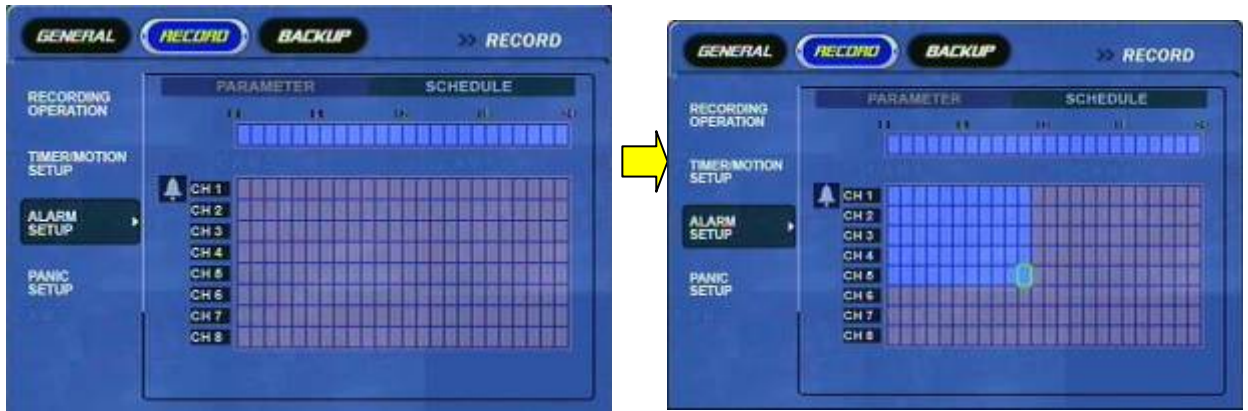 GENERAL RECORD BACKUP >> RECORD
PARAMETER SCHEDULE
RECORDING
OPERATION
TIMER/MOTION
SETUP
ALARM
SETUP
PANIC
SETUP
CH 1
CH 2
CH 3
CH 4
CH 5
CH 6
CH 7
CH 8
GENERAL RECORD BACKUP >> RECORD
PARAMETER SCHEDULE
RECORDING
OPERATION
TIMER/MOTION
SETUP
ALARM
SETUP
PANIC
SETUP
CH 1
CH 2
CH 3
CH 4
CH 5
CH 6
CH 7
CH 8